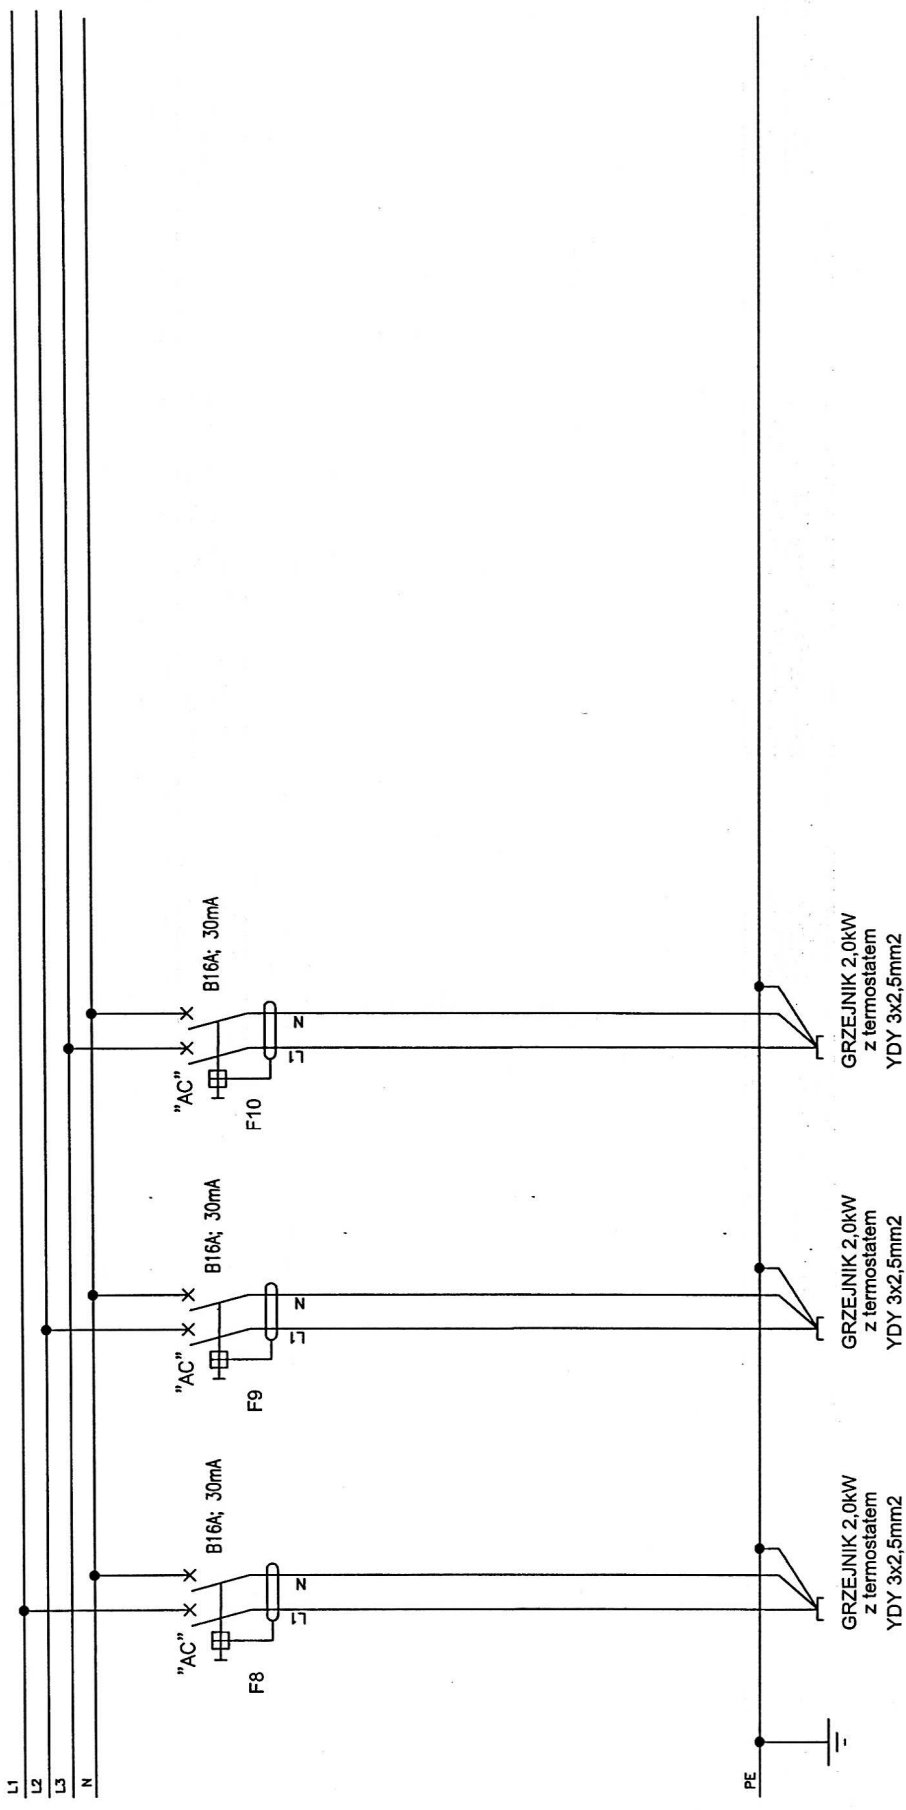 L1
L2
L3
N
"AC"
B16A; 30mA
F8
L1
N
"AC"
B16A; 30mA
F9
L1
N
"AC"
B16A; 30mA
F10
L1
N
PE
GRZEJNIK 2,0kW
z termostatem
YDY 3x2,5mm2
GRZEJNIK 2,0kW
z termostatem
YDY 3x2,5mm2
GRZEJNIK 2,0kW
z termostatem
YDY 3x2,5mm2